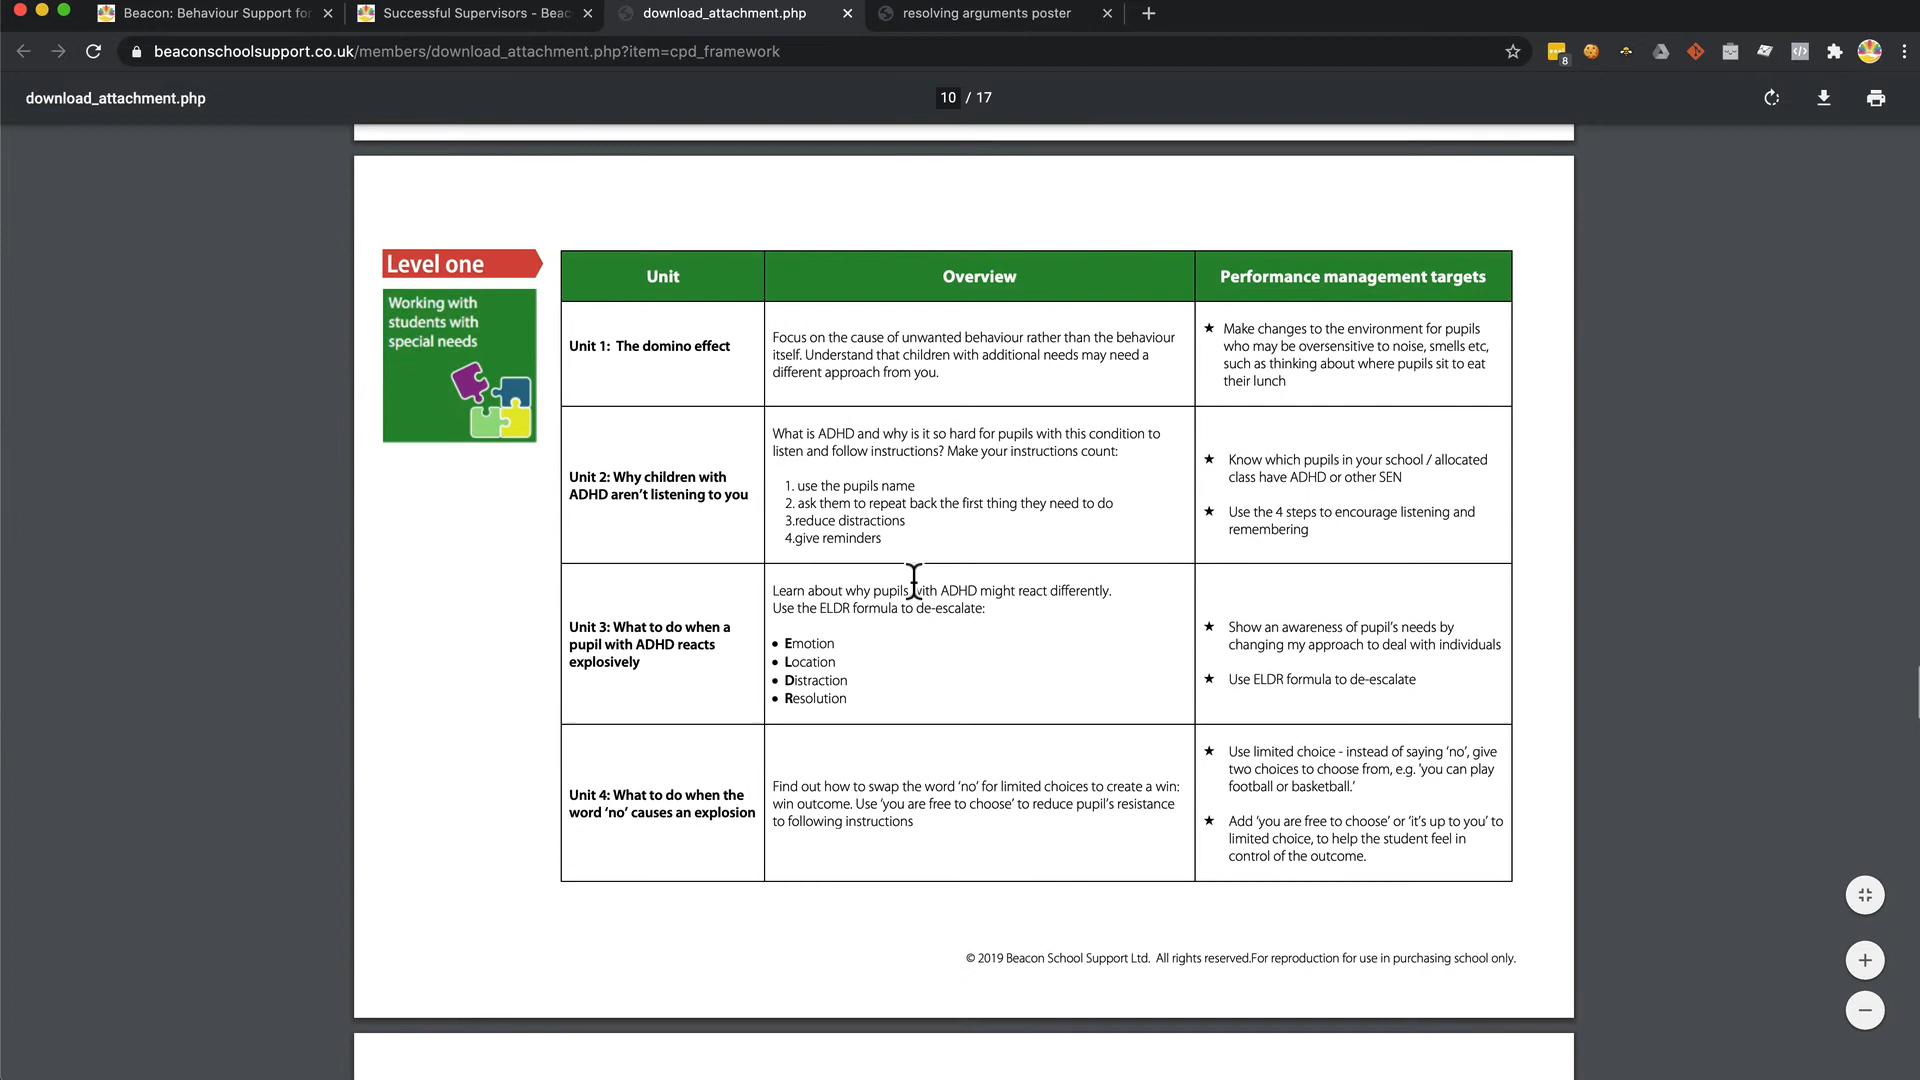 Beacon: Behaviour Support for
Successful Supervisors - Beac
download_attachment.php
resolving arguments poster
beaconschoolsupport.co.uk/members/download_attachment.php?item=cpd_framework
8
download_attachment.php
10 / 17
Level one
Working with
students with
special needs
Unit
Overview
Performance management targets
Unit 1: The domino effect
Focus on the cause of unwanted behaviour rather than the behaviour
itself. Understand that children with additional needs may need a
different approach from you.
★ Make changes to the environment for pupils
who may be oversensitive to noise, smells etc,
such as thinking about where pupils sit to eat
their lunch
Unit 2: Why children with
ADHD aren't listening to you
What is ADHD and why is it so hard for pupils with this condition to
listen and follow instructions? Make your instructions count:
1. use the pupils name
2. ask them to repeat back the first thing they need to do
3.reduce distractions
4.give reminders
★ Know which pupils in your school / allocated
class have ADHD or other SEN
★ Use the 4 steps to encourage listening and
remembering
Unit 3: What to do when a
pupil with ADHD reacts
explosively
Learn about why pupils with ADHD might react differently.
Use the ELDR formula to de-escalate:
• Emotion
• Location
• Distraction
• Resolution
★ Show an awareness of pupil's needs by
changing my approach to deal with individuals
★ Use ELDR formula to de-escalate
Unit 4: What to do when the
word 'no' causes an explosion
Find out how to swap the word 'no' for limited choices to create a win:
win outcome. Use 'you are free to choose' to reduce pupil's resistance
to following instructions
★ Use limited choice - instead of saying 'no', give
two choices to choose from, e.g. 'you can play
football or basketball.'
★ Add 'you are free to choose' or 'it's up to you' to
limited choice, to help the student feel in
control of the outcome.
© 2019 Beacon School Support Ltd. All rights reserved.For reproduction for use in purchasing school only.